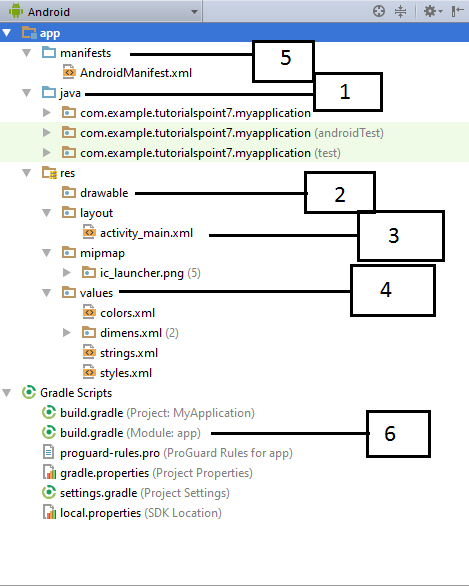 Android
app
manifests
5
AndroidManifest.xml
java
1
com.example.tutorialspoint7.myapplication
com.example.tutorialspoint7.myapplication (androidTest)
com.example.tutorialspoint7.myapplication (test)
res
drawable
2
layout
activity_main.xml
3
mipmap
ic_launcher.png (5)
values
4
colors.xml
dimens.xml (2)
strings.xml
styles.xml
Gradle Scripts
build.gradle (Project: MyApplication)
build.gradle (Module: app)
6
proguard-rules.pro (ProGuard Rules for app)
gradle.properties (Project Properties)
settings.gradle (Project Settings)
local.properties (SDK Location)